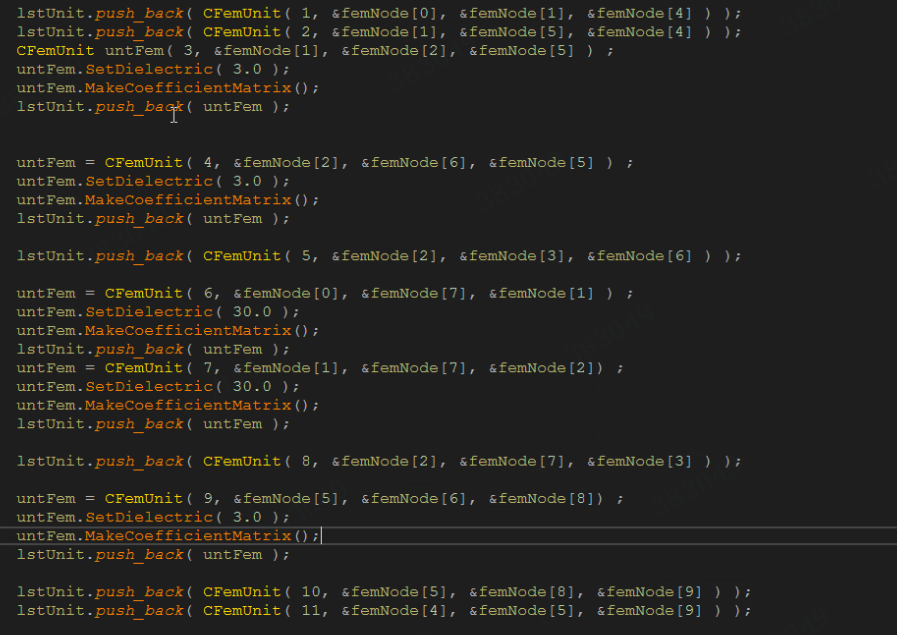 lstUnit.push_back( CFemUnit( 1, &femNode[0], &femNode[1], &femNode[4] ) );
lstUnit.push_back( CFemUnit( 2, &femNode[1], &femNode[5], &femNode[4] ) );
CFemUnit untFem( 3, &femNode[1], &femNode[2], &femNode[5] ) ;
untFem.SetDielectric( 3.0 );
untFem.MakeCoefficientMatrix();
lstUnit.push_back( untFem );
untFem = CFemUnit( 4, &femNode[2], &femNode[6], &femNode[5] ) ;
untFem.SetDielectric( 3.0 );
untFem.MakeCoefficientMatrix();
lstUnit.push_back( untFem );
lstUnit.push_back( CFemUnit( 5, &femNode[2], &femNode[3], &femNode[6] ) );
untFem = CFemUnit( 6, &femNode[0], &femNode[7], &femNode[1] ) ;
untFem.SetDielectric( 30.0 );
untFem.MakeCoefficientMatrix();
lstUnit.push_back( untFem );
untFem = CFemUnit( 7, &femNode[1], &femNode[7], &femNode[2]) ;
untFem.SetDielectric( 30.0 );
untFem.MakeCoefficientMatrix();
lstUnit.push_back( untFem );
lstUnit.push_back( CFemUnit( 8, &femNode[2], &femNode[7], &femNode[3] ) );
untFem = CFemUnit( 9, &femNode[5], &femNode[6], &femNode[8]) ;
untFem.SetDielectric( 3.0 );
untFem.MakeCoefficientMatrix();
lstUnit.push_back( untFem );
lstUnit.push_back( CFemUnit( 10, &femNode[5], &femNode[8], &femNode[9] ) );
lstUnit.push_back( CFemUnit( 11, &femNode[4], &femNode[5], &femNode[9] ) );